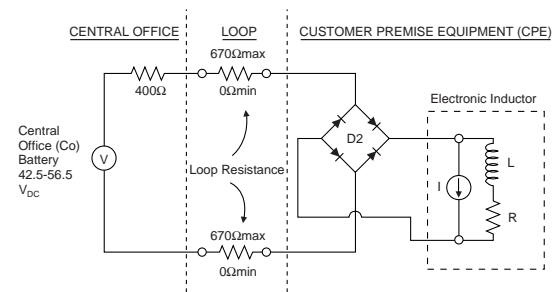 CENTRAL OFFICE
LOOP
CUSTOMER PREMISE EQUIPMENT (CPE)
670Ωmax
400Ω
0Ωmin
Electronic Inductor
D2
Central
Office (Co)
Battery
42.5-56.5
VDC
V
Loop Resistance
I
L
R
670Ωmax
0Ωmin